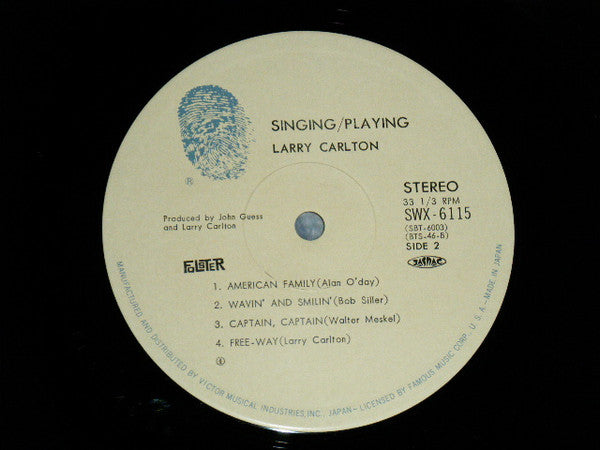 SINGING/PLAYING
LARRY CARLTON
®
STEREO
33 1/3 RPM
SWX-6115
(SBT-6003)
(BTS-46-B)
SIDE 2
JASRAC
Produced by John Guess
and Larry Carlton
1. AMERICAN FAMILY(Alan O'day)
2. WAVIN' AND SMILIN'(Bob Siller)
3. CAPTAIN, CAPTAIN(Walter Meskel)
4. FREE-WAY(Larry Carlton)
MANUFACTURED AND DISTRIBUTED BY VICTOR MUSICAL INDUSTRIES, INC., JAPAN-LICENSED BY FAMOUS MUSIC CORP., U.S.A.-MADE IN JAPAN